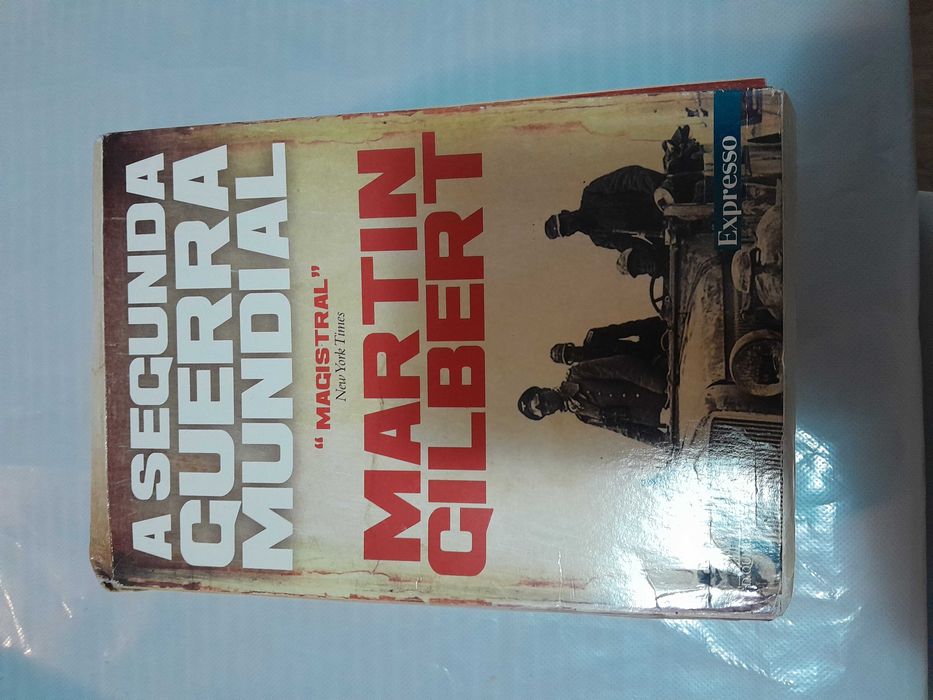 A SEGUNDA
GUERRA
MUNDIAL
“MAGISTRAL”
New York Times
MARTIN
GILBERT
Expresso